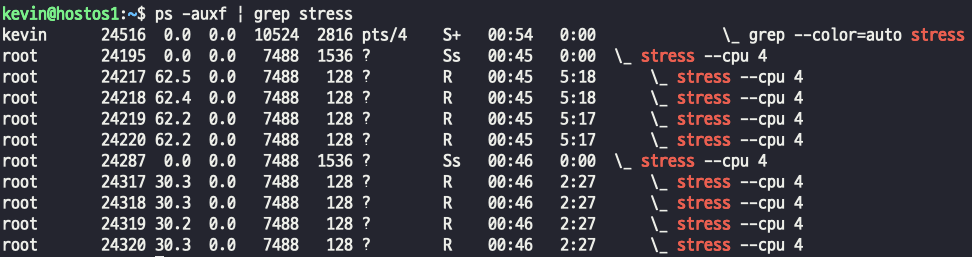 kevin@hostos1:~$ ps -auxf | grep stress
kevin      24516  0.0  0.0  10524  2816 pts/4    S+   00:54   0:00              \_ grep --color=auto stress
root       24195  0.0  0.0   7488  1536 ?        Ss   00:45   0:00  \_ stress --cpu 4
root       24217 62.5  0.0   7488   128 ?        R    00:45   5:18      \_ stress --cpu 4
root       24218 62.4  0.0   7488   128 ?        R    00:45   5:18      \_ stress --cpu 4
root       24219 62.2  0.0   7488   128 ?        R    00:45   5:17      \_ stress --cpu 4
root       24220 62.2  0.0   7488   128 ?        R    00:45   5:17      \_ stress --cpu 4
root       24287  0.0  0.0   7488  1536 ?        Ss   00:46   0:00  \_ stress --cpu 4
root       24317 30.3  0.0   7488   128 ?        R    00:46   2:27      \_ stress --cpu 4
root       24318 30.3  0.0   7488   128 ?        R    00:46   2:27      \_ stress --cpu 4
root       24319 30.2  0.0   7488   128 ?        R    00:46   2:27      \_ stress --cpu 4
root       24320 30.3  0.0   7488   128 ?        R    00:46   2:27      \_ stress --cpu 4